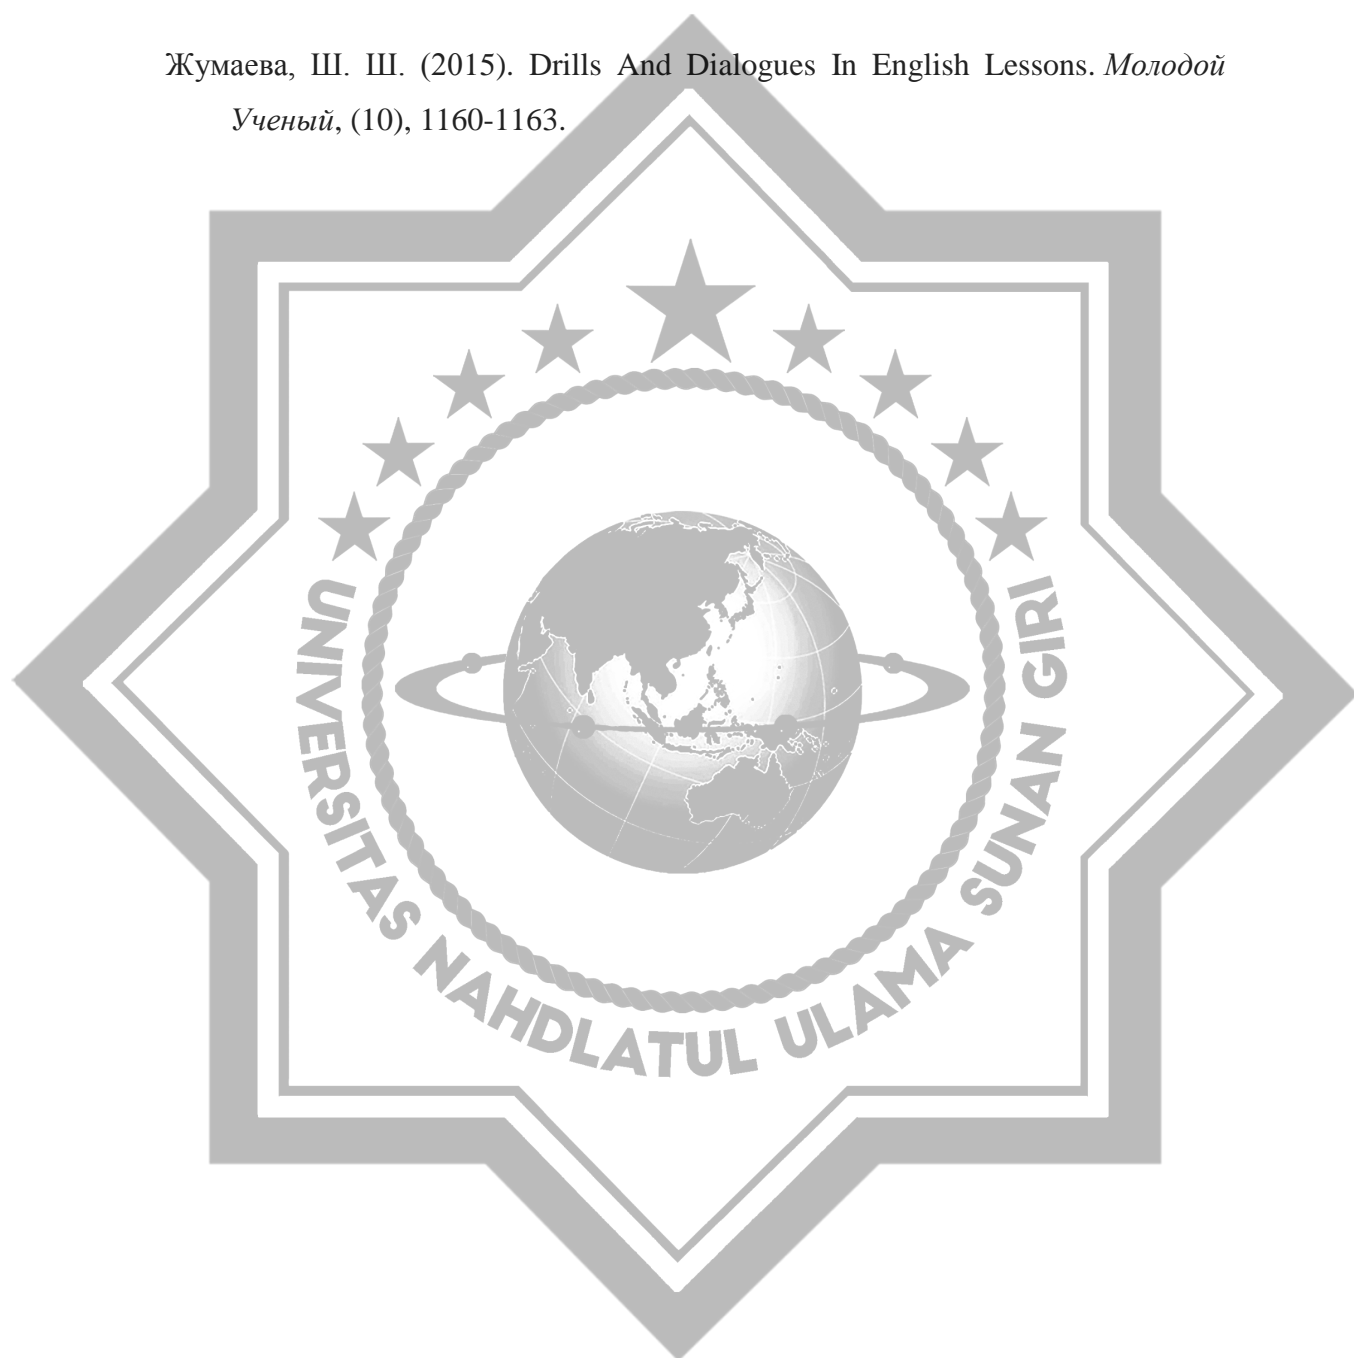 Жумаева, Ш. Ш. (2015). Drills And Dialogues In English Lessons. Молодой
Ученый, (10), 1160-1163.
UNIVERSITAS NAHDLATUL ULAMA SUNAN GIRI